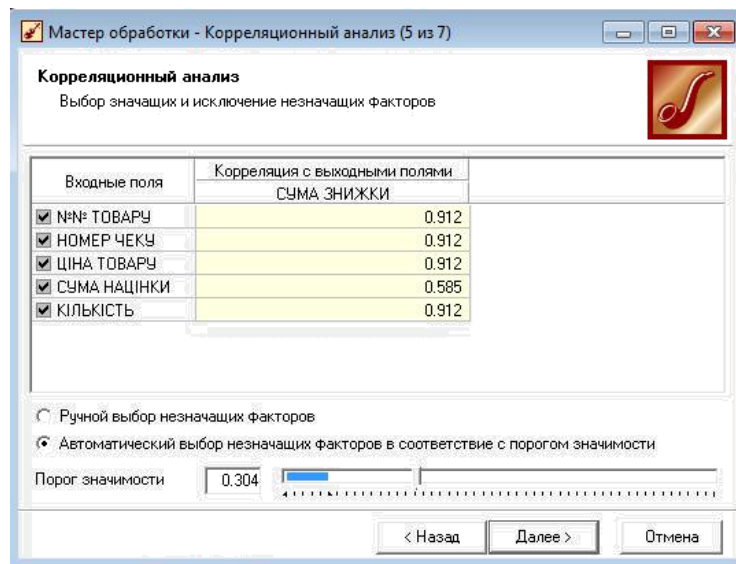 Мастер обработки - Корреляционный анализ (5 из 7)
Корреляционный анализ
Выбор значащих и исключение незначащих факторов
Входные поля
Корреляция с выходными полями
СУМА ЗНИЖКИ
№№ ТОВАРУ 0.912
НОМЕР ЧЕКУ 0.912
ЦІНА ТОВАРУ 0.912
СУМА НАЦІНКИ 0.585
КІЛЬКІСТЬ 0.912
Ручной выбор незначащих факторов
Автоматический выбор незначащих факторов в соответствие с порогом значимости
Порог значимости 0.304
< Назад Далее > Отмена